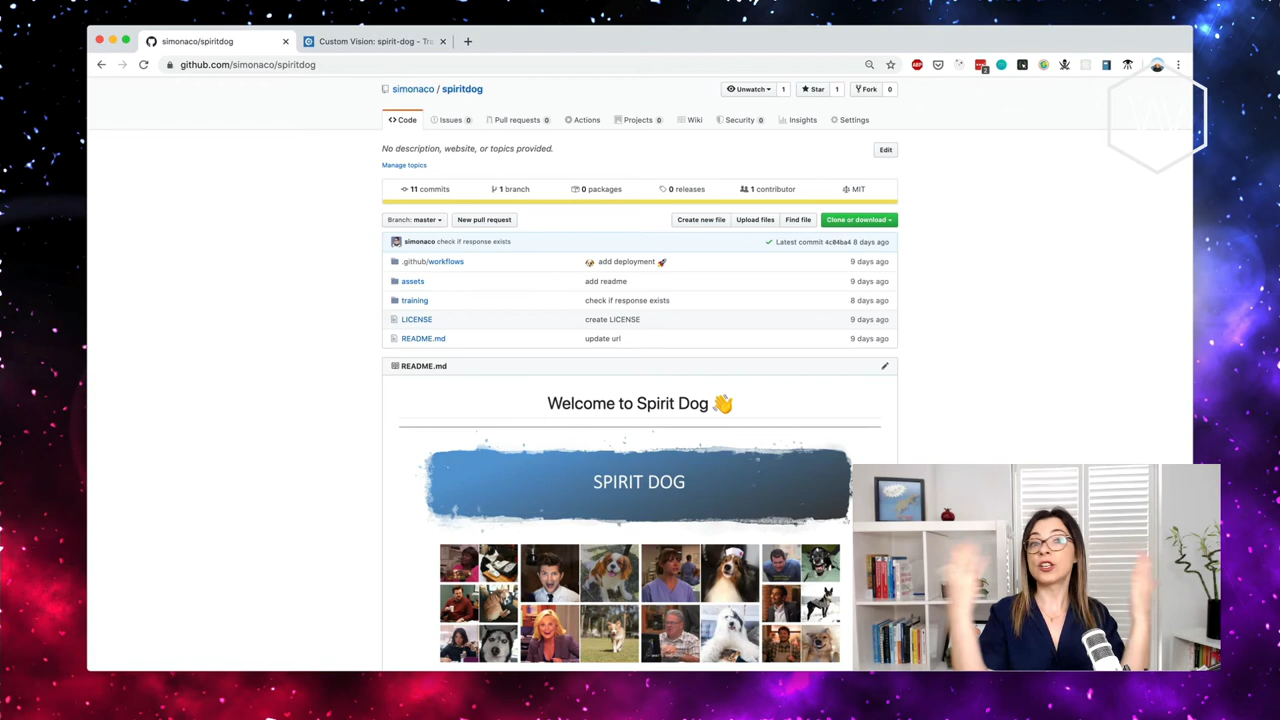 simonaco/spiritdog
Custom Vision: spirit-dog - Tra
github.com/simonaco/spiritdog
2
simonaco / spiritdog
Unwatch 1
Star 1
Fork 0
Code
Issues 0
Pull requests 0
Actions
Projects 0
Wiki
Security 0
Insights
Settings
No description, website, or topics provided.
Edit
Manage topics
11 commits
1 branch
0 packages
0 releases
1 contributor
MIT
Branch: master
New pull request
Create new file
Upload files
Find file
Clone or download
simonaco check if response exists
Latest commit 4c04ba4 8 days ago
.github/workflows
add deployment
9 days ago
assets
add readme
9 days ago
training
check if response exists
8 days ago
LICENSE
create LICENSE
9 days ago
README.md
update url
9 days ago
README.md
Welcome to Spirit Dog 👋
SPIRIT DOG